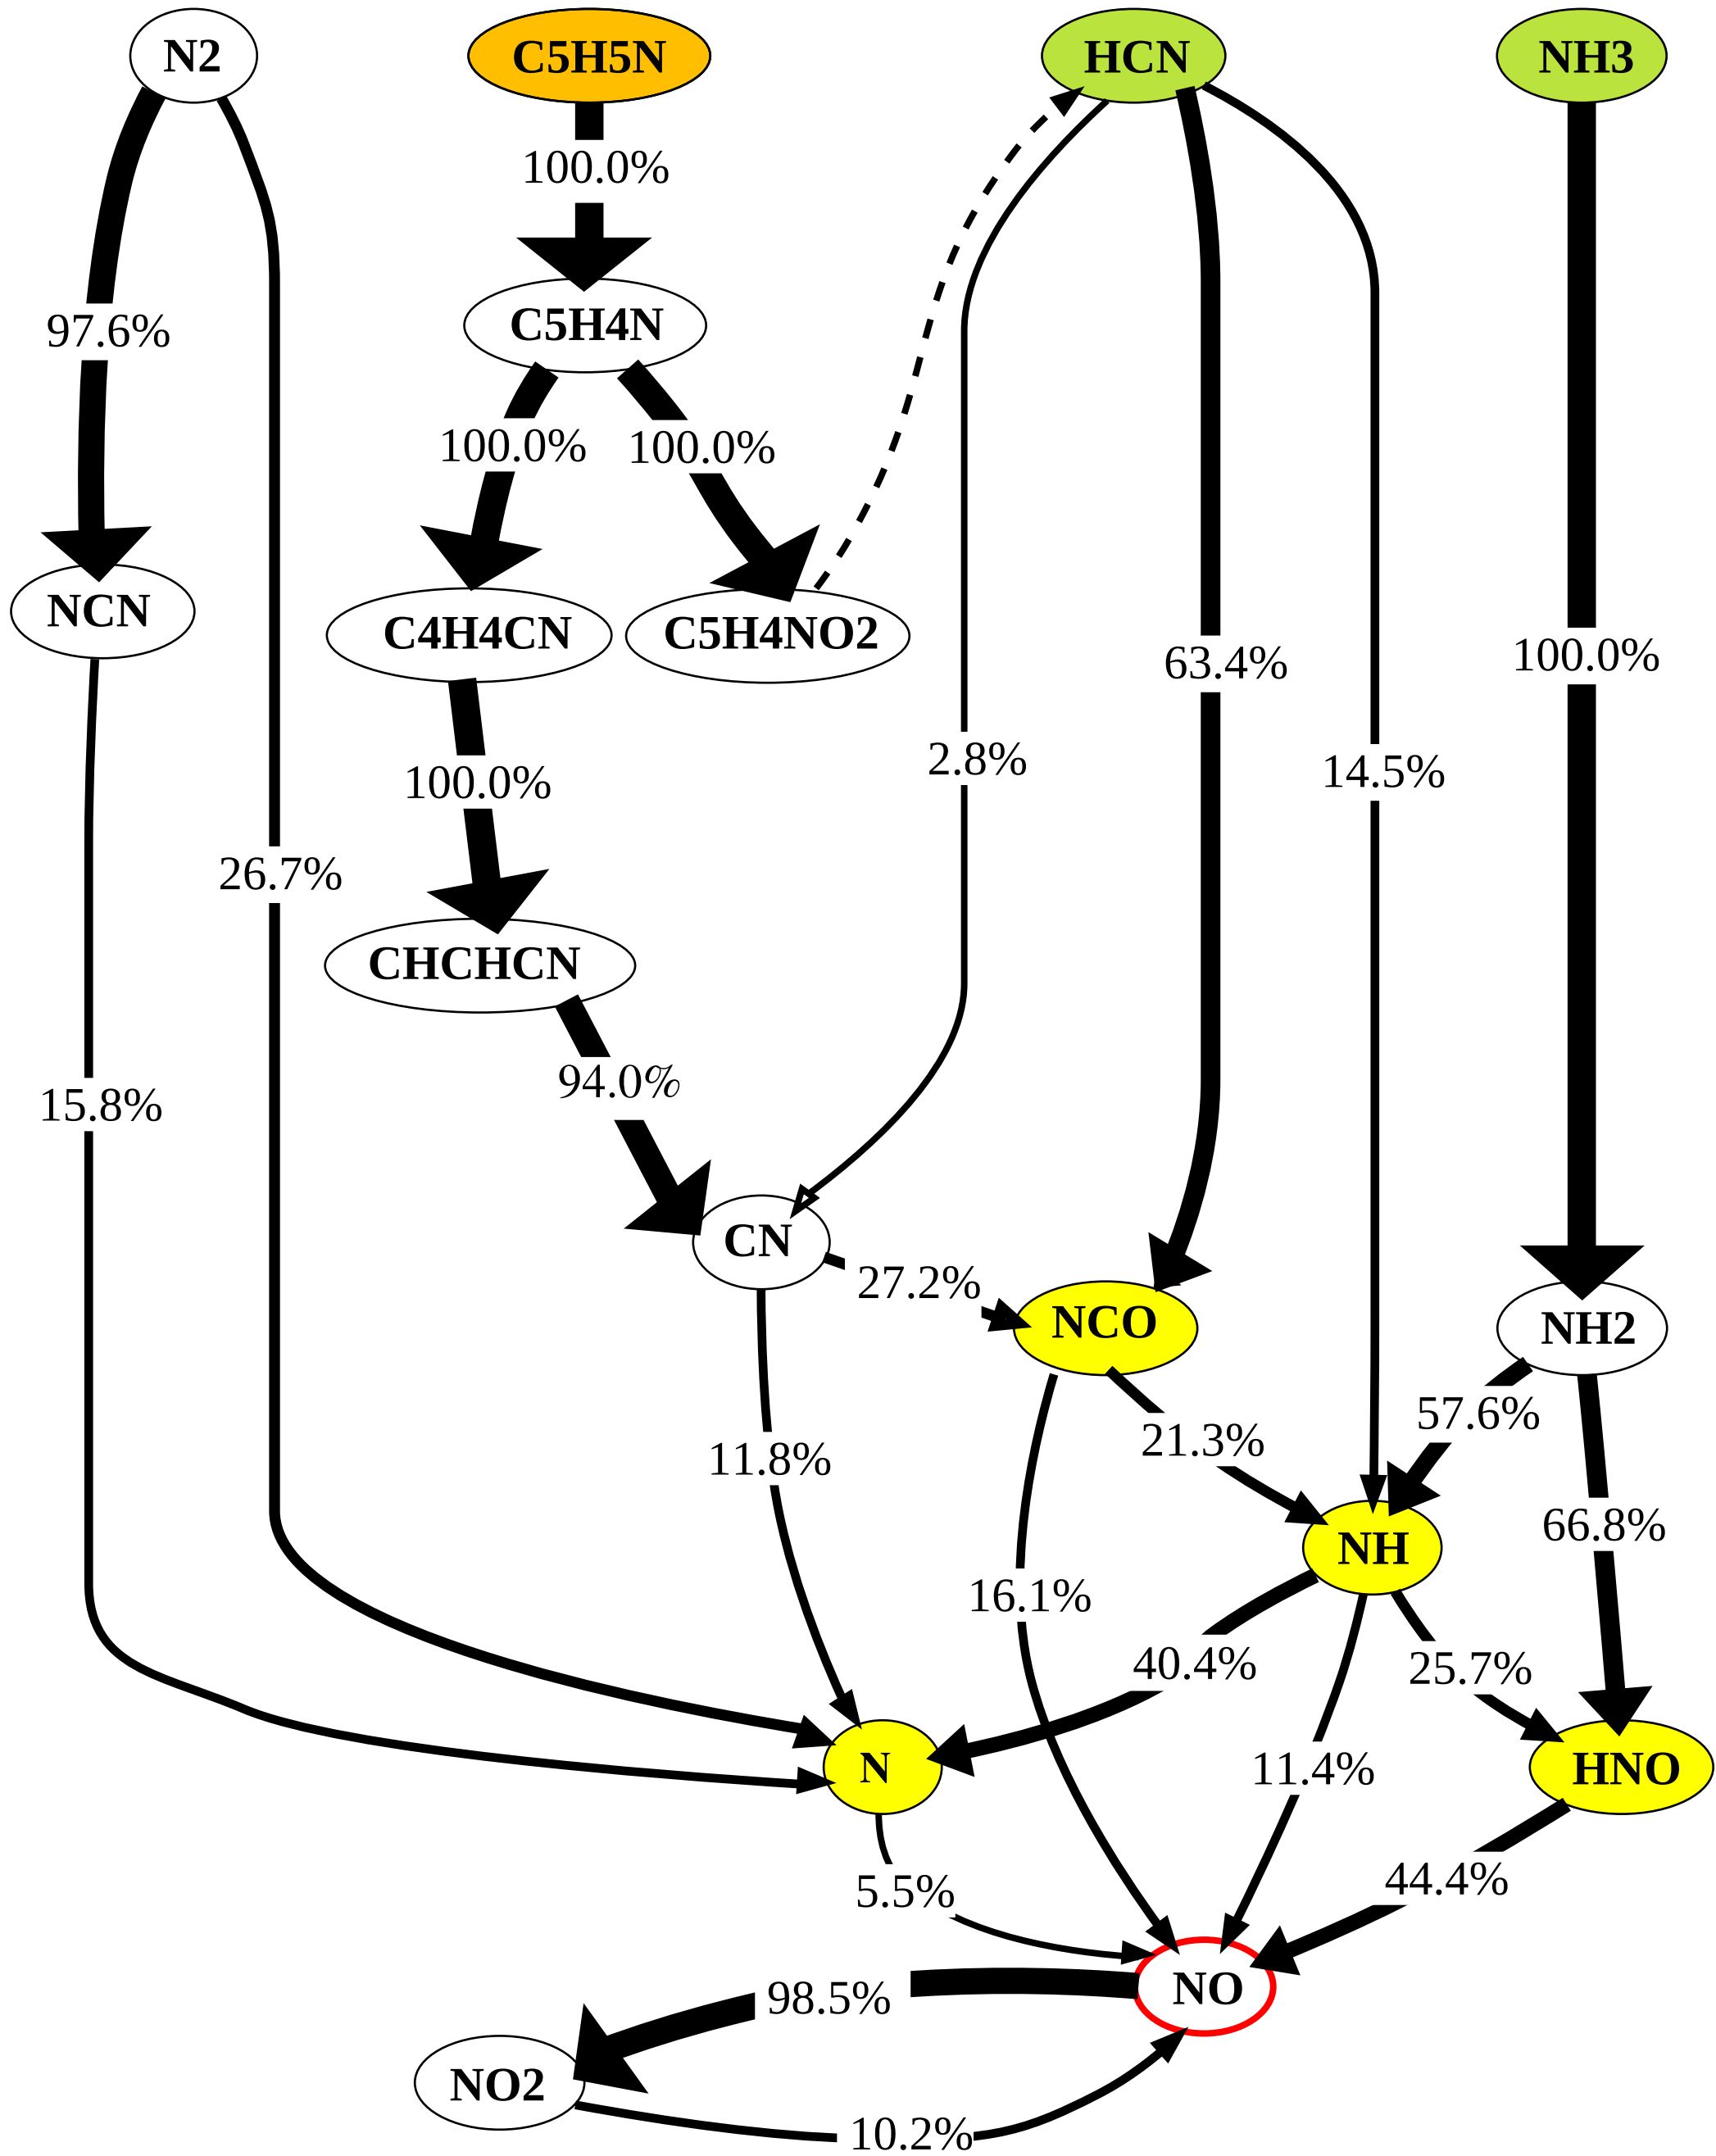 N2
C5H5N
HCN
NH3
100.0%
97.6%
C5H4N
100.0%
100.0%
NCN
C4H4CN
C5H4NO2
63.4%
100.0%
2.8%
14.5%
100.0%
26.7%
CHCHCN
94.0%
15.8%
CN
27.2%
NCO
NH2
57.6%
11.8%
21.3%
66.8%
NH
16.1%
40.4%
25.7%
N
11.4%
HNO
5.5%
44.4%
98.5%
NO
NO2
10.2%